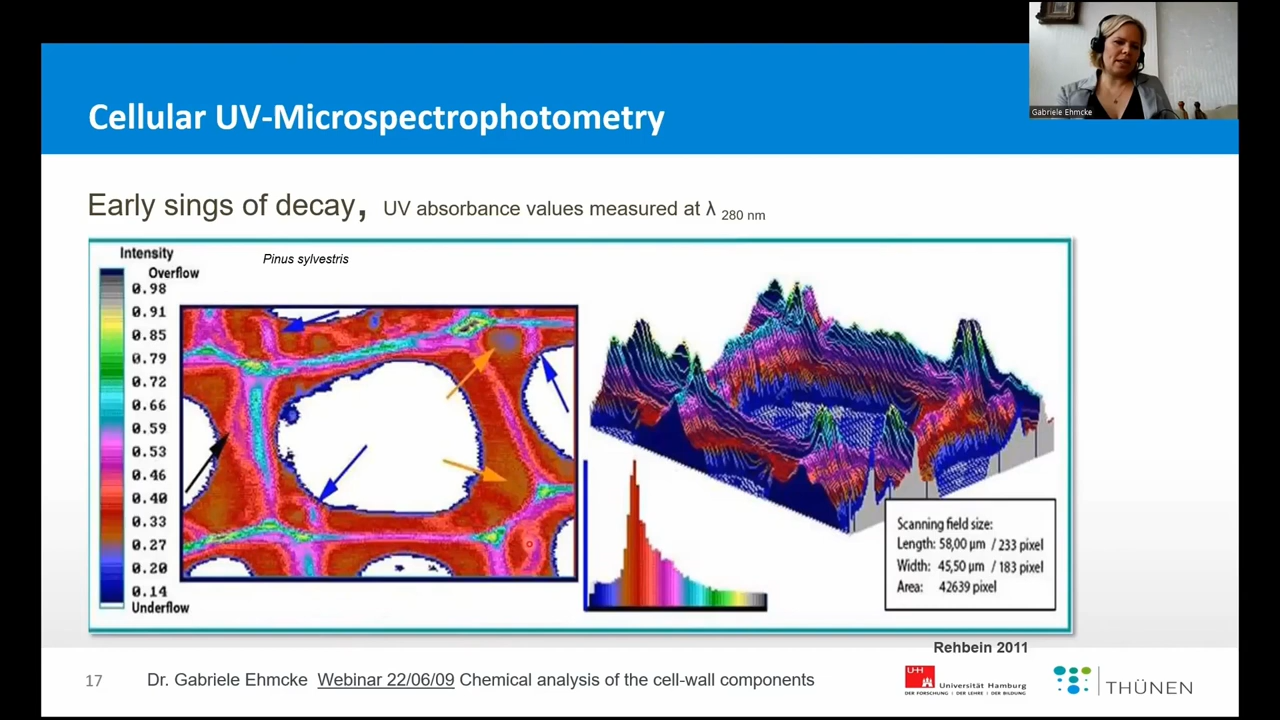 Gabriele Ehmcke
Cellular UV-Microspectrophotometry
Early sings of decay, UV absorbance values measured at λ 280 nm
Intensity
Overflow
0.98
0.91
0.85
0.79
0.72
0.66
0.59
0.53
0.46
0.40
0.33
0.27
0.20
0.14
Underflow
Pinus sylvestris
Scanning field size:
Length: 58,00 µm / 233 pixel
Width: 45,50 µm / 183 pixel
Area: 42639 pixel
Rehbein 2011
17
Dr. Gabriele Ehmcke Webinar 22/06/09 Chemical analysis of the cell-wall components
UH
Universität Hamburg
DER FORSCHUNG | DER LEHRE | DER BILDUNG
THÜNEN